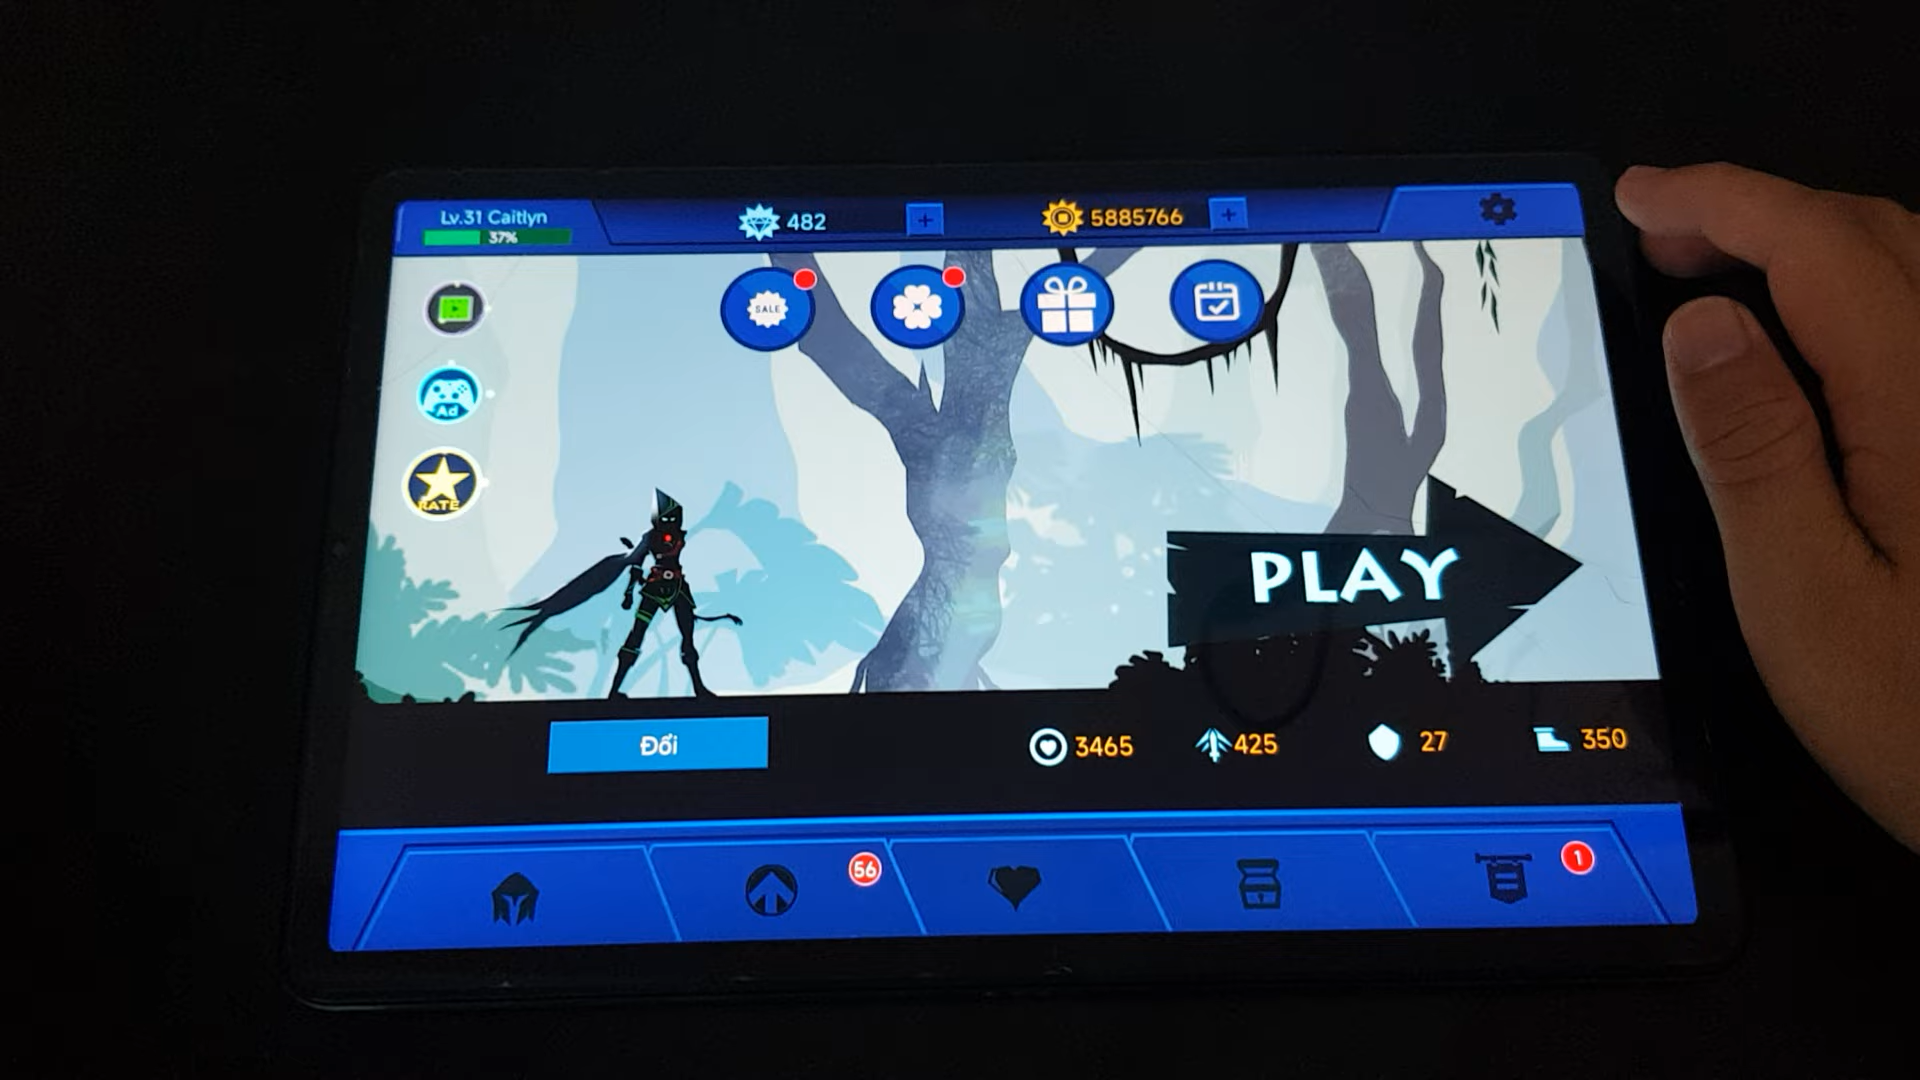 Lv.31 Caitlyn
37%
482
+
5885766
+
SALE
Ad
RATE
PLAY
Đổi
3465
425
27
350
56
1